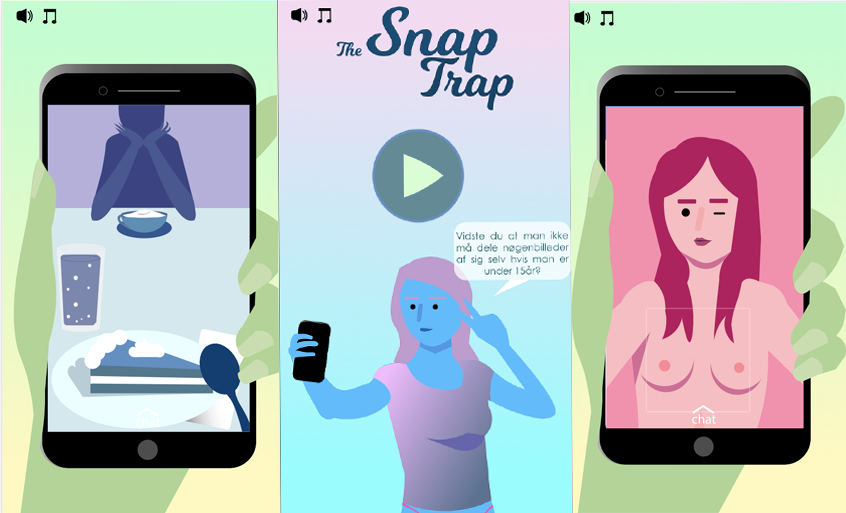 The Snap
Trap
Vidste du at man ikke
må dele nøgenbilleder
af sig selv hvis man er
under 15år?
chat
chat